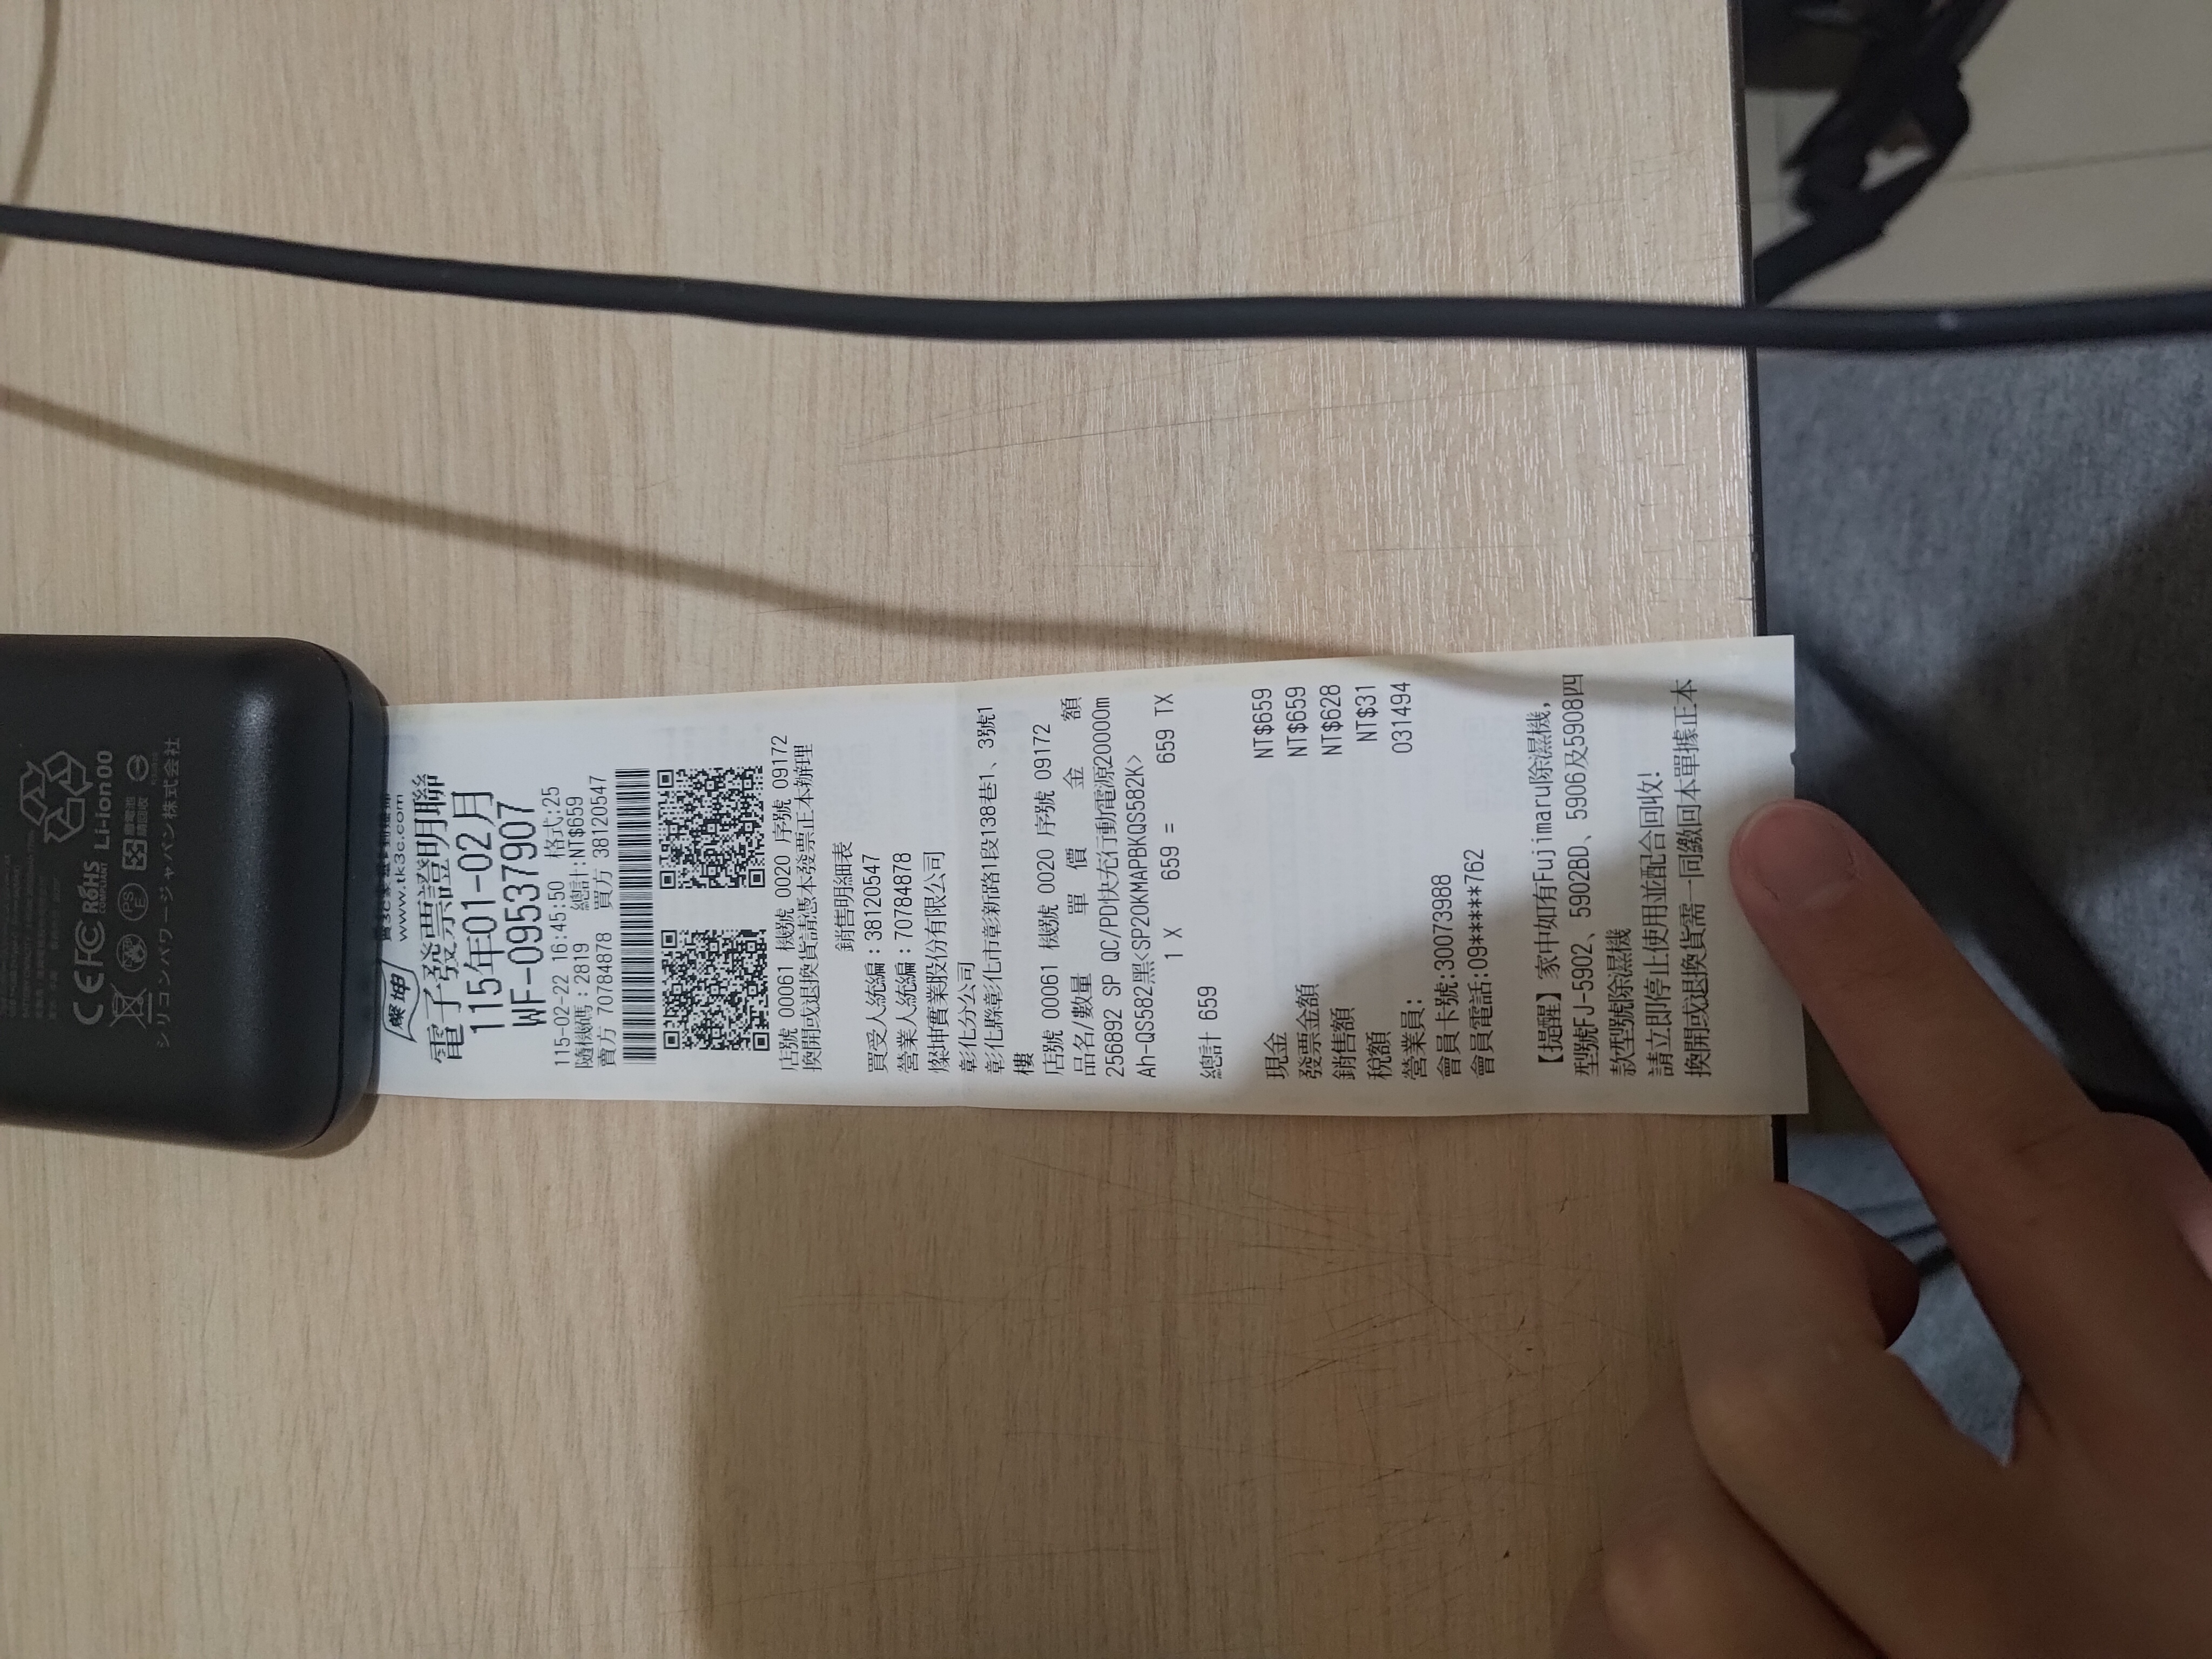 CE FC RoHS
COMPLIANT
Li-ion00
PS
E
シリコンパワージャパン株式会社
燦坤
www.tk3c.com
電子發票證明聯
115年01-02月
WF-09537907
115-02-22 16:45:50 格式:25
隨機碼:2819 總計:NT$659
賣方 70784878 買方 38120547
店號 00061 機號 0020 序號 09172
換開或退換貨請憑本發票正本辦理
銷售明細表
買受人統編:38120547
營業人統編:70784878
燦坤實業股份有限公司
彰化分公司
彰化縣彰化市彰新路1段138巷1、3號1
樓
店號 00061 機號 0020 序號 09172
品名/數量 單 價 金 額
256892 SP QC/PD快充行動電源20000m
Ah-QS582黑<SP20KMAPBKQS582K>
1 X 659 = 659 TX
總計 659
現金 NT$659
發票金額 NT$659
銷售額 NT$628
稅額 NT$31
營業員: 031494
會員卡號:30073988
會員電話:09*****762
【提醒】家中如有Fujimaru除濕機,
型號FJ-5902、5902BD、5906及5908四
款型號除濕機
請立即停止使用並配合回收!
換開或退換貨需一同繳回本單據正本